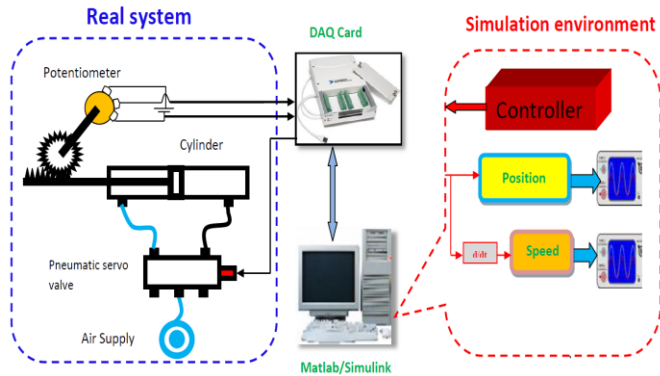 Real system
DAQ Card
Simulation environment
Potentiometer
Controller
Cylinder
Position
Pneumatic servo
valve
d/dt
Speed
Air Supply
Matlab/Simulink